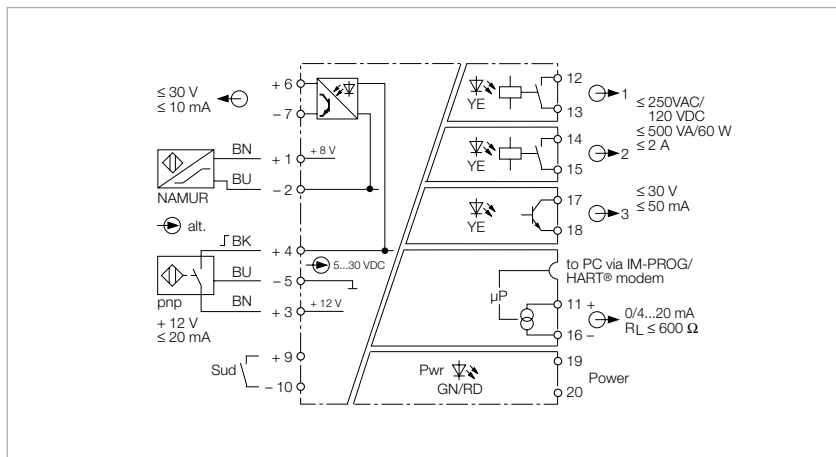 ≤ 30 V
≤ 10 mA
+ 6
− 7
BN
+ 1
+ 8 V
BU
− 2
NAMUR
alt.
BK
+ 4
5...30 VDC
BU
− 5
pnp
BN
+ 3
+ 12 V
+ 12 V
≤ 20 mA
Sud
+ 9
− 10
YE
12
13
1
≤ 250VAC/
120 VDC
≤ 500 VA/60 W
≤ 2 A
YE
14
15
2
YE
17
18
3
≤ 30 V
≤ 50 mA
to PC via IM-PROG/
HART® modem
µP
11 +
16 −
0/4...20 mA
RL ≤ 600 Ω
Pwr
GN/RD
19
20
Power